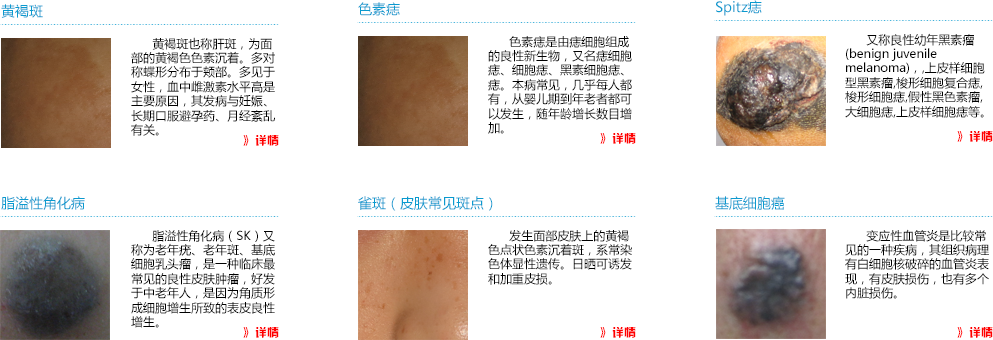 黄褐斑
黄褐斑也称肝斑，为面
部的黄褐色色素沉着。多对
称蝶形分布于颊部。多见于
女性，血中雌激素水平高是
主要原因，其发病与妊娠、
长期口服避孕药、月经紊乱
有关。
》详情
色素痣
色素痣是由痣细胞组成
的良性新生物，又名痣细胞
痣、细胞痣、黑素细胞痣、
痣。本病常见，几乎每人都
有，从婴儿期到年老者都可
以发生，随年龄增长数目增
加。
》详情
Spitz痣
又称良性幼年黑素瘤
(benign juvenile
melanoma)，,上皮样细胞
型黑素瘤,梭形细胞复合痣,
梭形细胞痣,假性黑色素瘤,
大细胞痣,上皮样细胞痣等。
》详情
脂溢性角化病
脂溢性角化病（SK）又
称为老年疣、老年斑、基底
细胞乳头瘤，是一种临床最
常见的良性皮肤肿瘤，好发
于中老年人，是因为角质形
成细胞增生所致的表皮良性
增生。
》详情
雀斑（皮肤常见斑点）
发生面部皮肤上的黄褐
色点状色素沉着斑，系常染
色体显性遗传。日晒可诱发
和加重皮损。
》详情
基底细胞癌
变应性血管炎是比较常
见的一种疾病，其组织病理
有白细胞核破碎的血管炎表
现，有皮肤损伤，也有多个
内脏损伤。
》详情